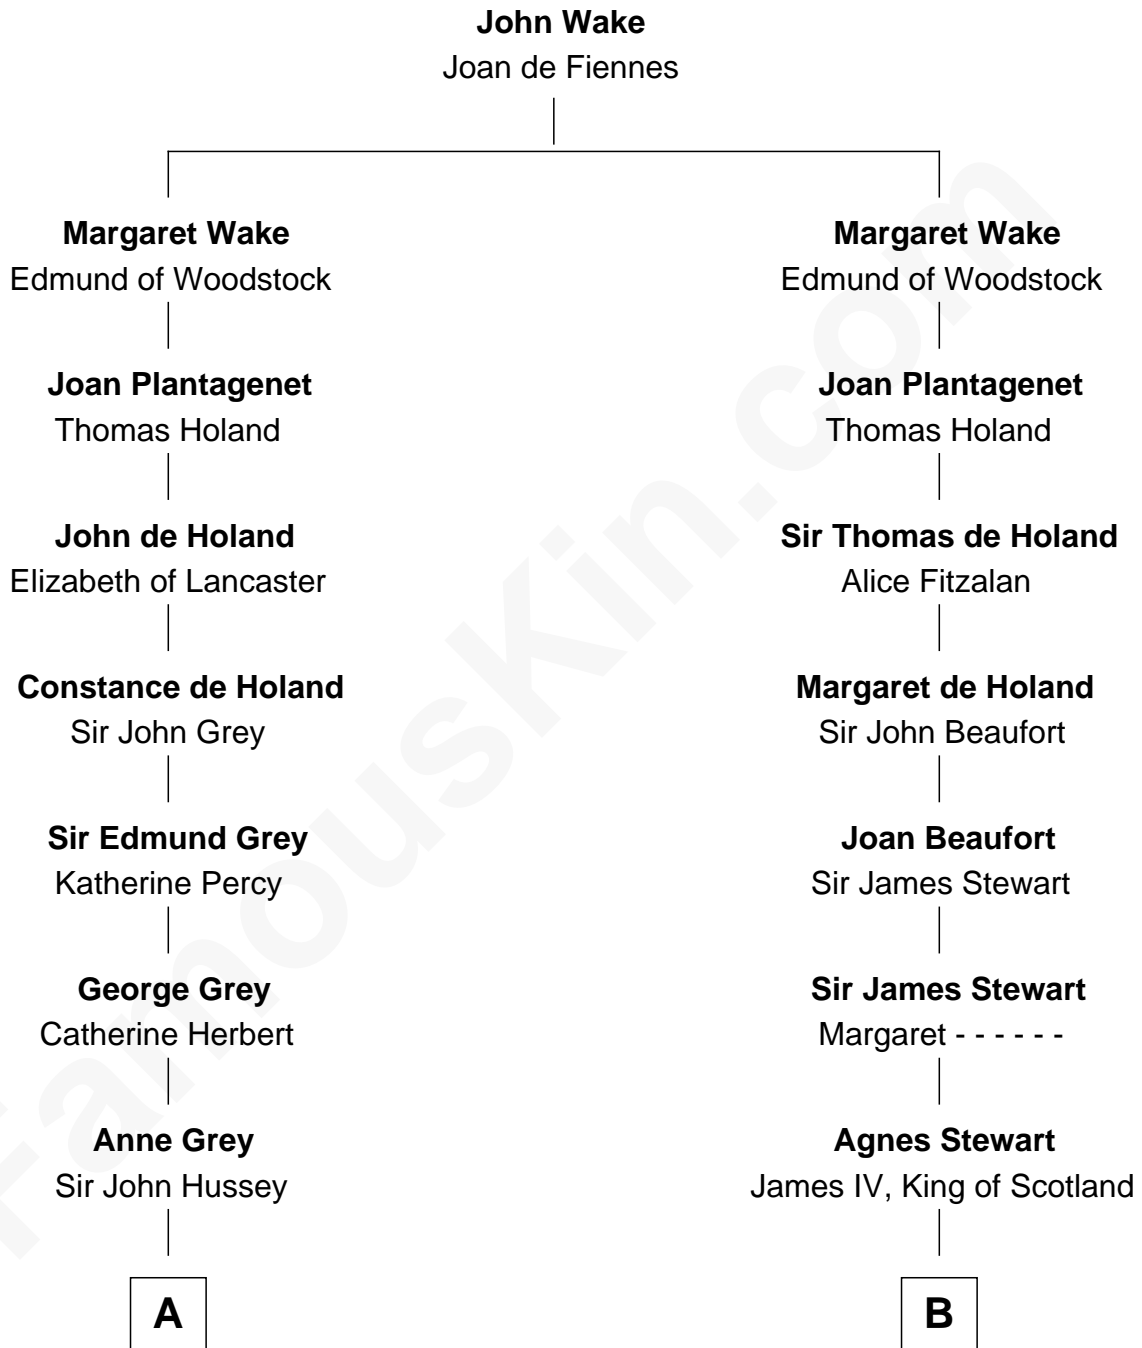 John Wake
Joan de Fiennes
Margaret Wake
Edmund of Woodstock
Margaret Wake
Edmund of Woodstock
Joan Plantagenet
Thomas Holand
Joan Plantagenet
Thomas Holand
John de Holand
Elizabeth of Lancaster
Sir Thomas de Holand
Alice Fitzalan
Constance de Holand
Sir John Grey
Margaret de Holand
Sir John Beaufort
Sir Edmund Grey
Katherine Percy
Joan Beaufort
Sir James Stewart
George Grey
Catherine Herbert
Sir James Stewart
Margaret - - - - - -
Anne Grey
Sir John Hussey
Agnes Stewart
James IV, King of Scotland
A
B
FamousKin.com